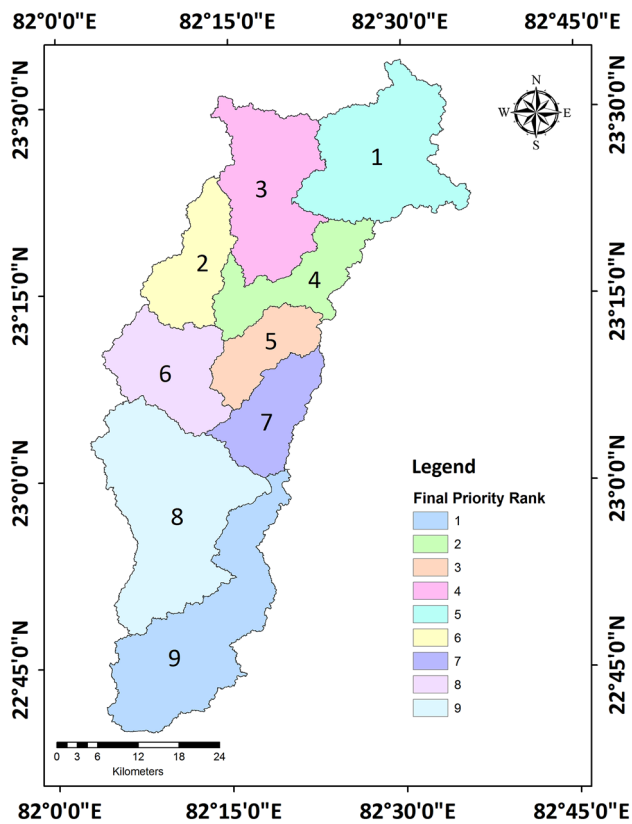 82°0'0"E 82°15'0"E 82°30'0"E 82°45'0"E
23°30'0"N
23°15'0"N
23°0'0"N
22°45'0"N
N
W E
S
1
3
2
4
5
6
7
8
9
Legend
Final Priority Rank
1
2
3
4
5
6
7
8
9
0 3 6 12 18 24
Kilometers
23°30'0"N
23°15'0"N
23°0'0"N
22°45'0"N
82°0'0"E 82°15'0"E 82°30'0"E 82°45'0"E